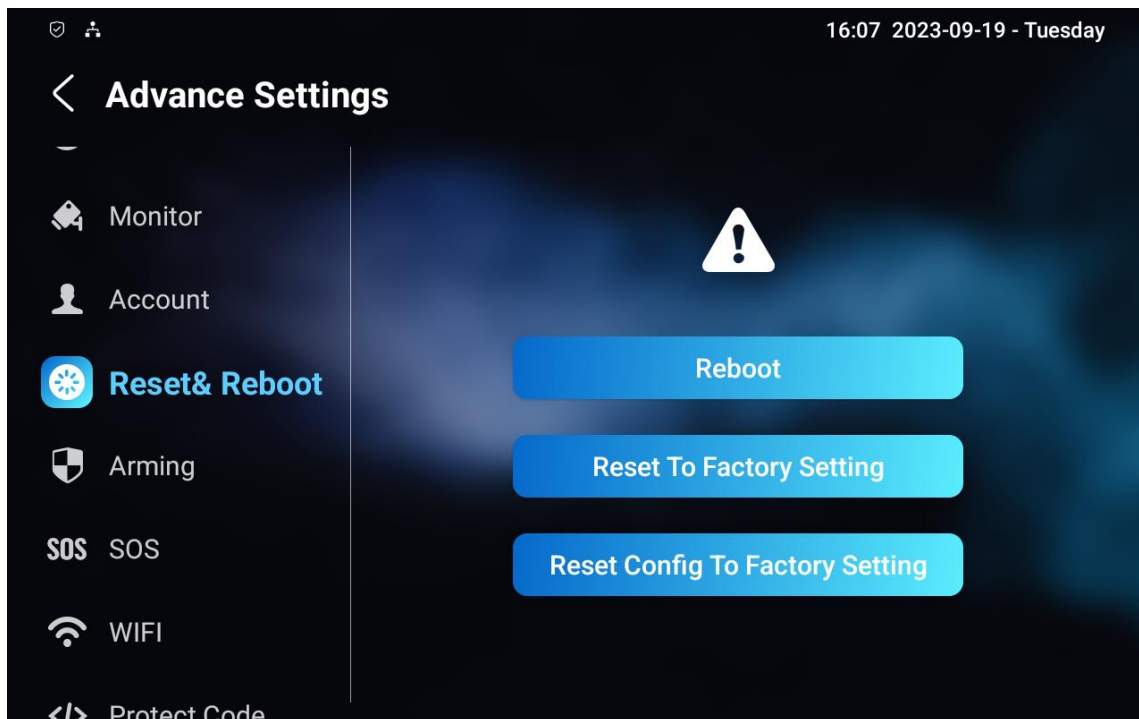 16:07 2023-09-19 - Tuesday
Advance Settings
Monitor
Account
Reset& Reboot
Arming
SOS SOS
WIFI
Protect Code
Reboot
Reset To Factory Setting
Reset Config To Factory Setting